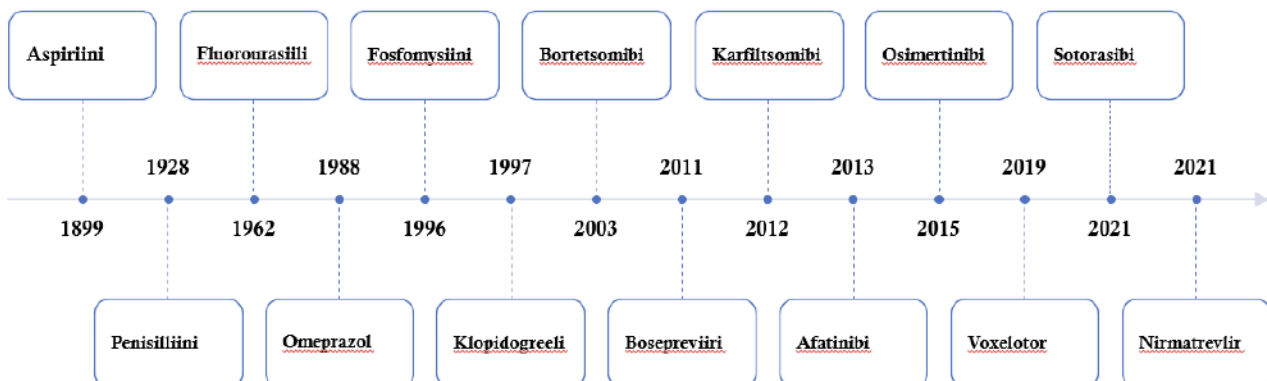 Aspiriini
Fluorourasiili
Fosfomysiini
Bortetsomibi
Karfiltsomibi
Osimertinibi
Sotorasibi
1928
1988
1997
2011
2013
2019
2021
1899
1962
1996
2003
2012
2015
2021
Penisilliini
Omeprazol
Klopidogreeli
Bosepreviiri
Afatinibi
Voxelotor
Nirmatrevlir